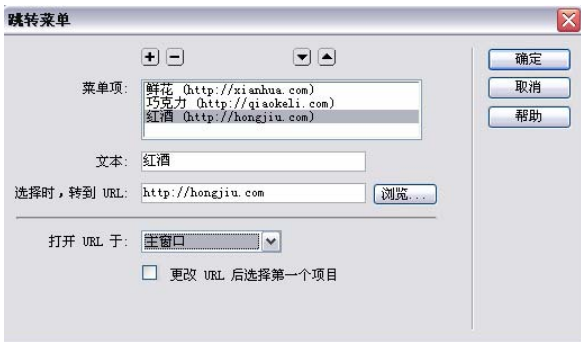 跳转菜单
确定
取消
帮助
菜单项:
鲜花 (http://xianhua.com)
巧克力 (http://qiaokeli.com)
红酒 (http://hongjiu.com)
文本: 红酒
选择时,转到 URL: http://hongjiu.com 浏览...
打开 URL 于: 主窗口
更改 URL 后选择第一个项目